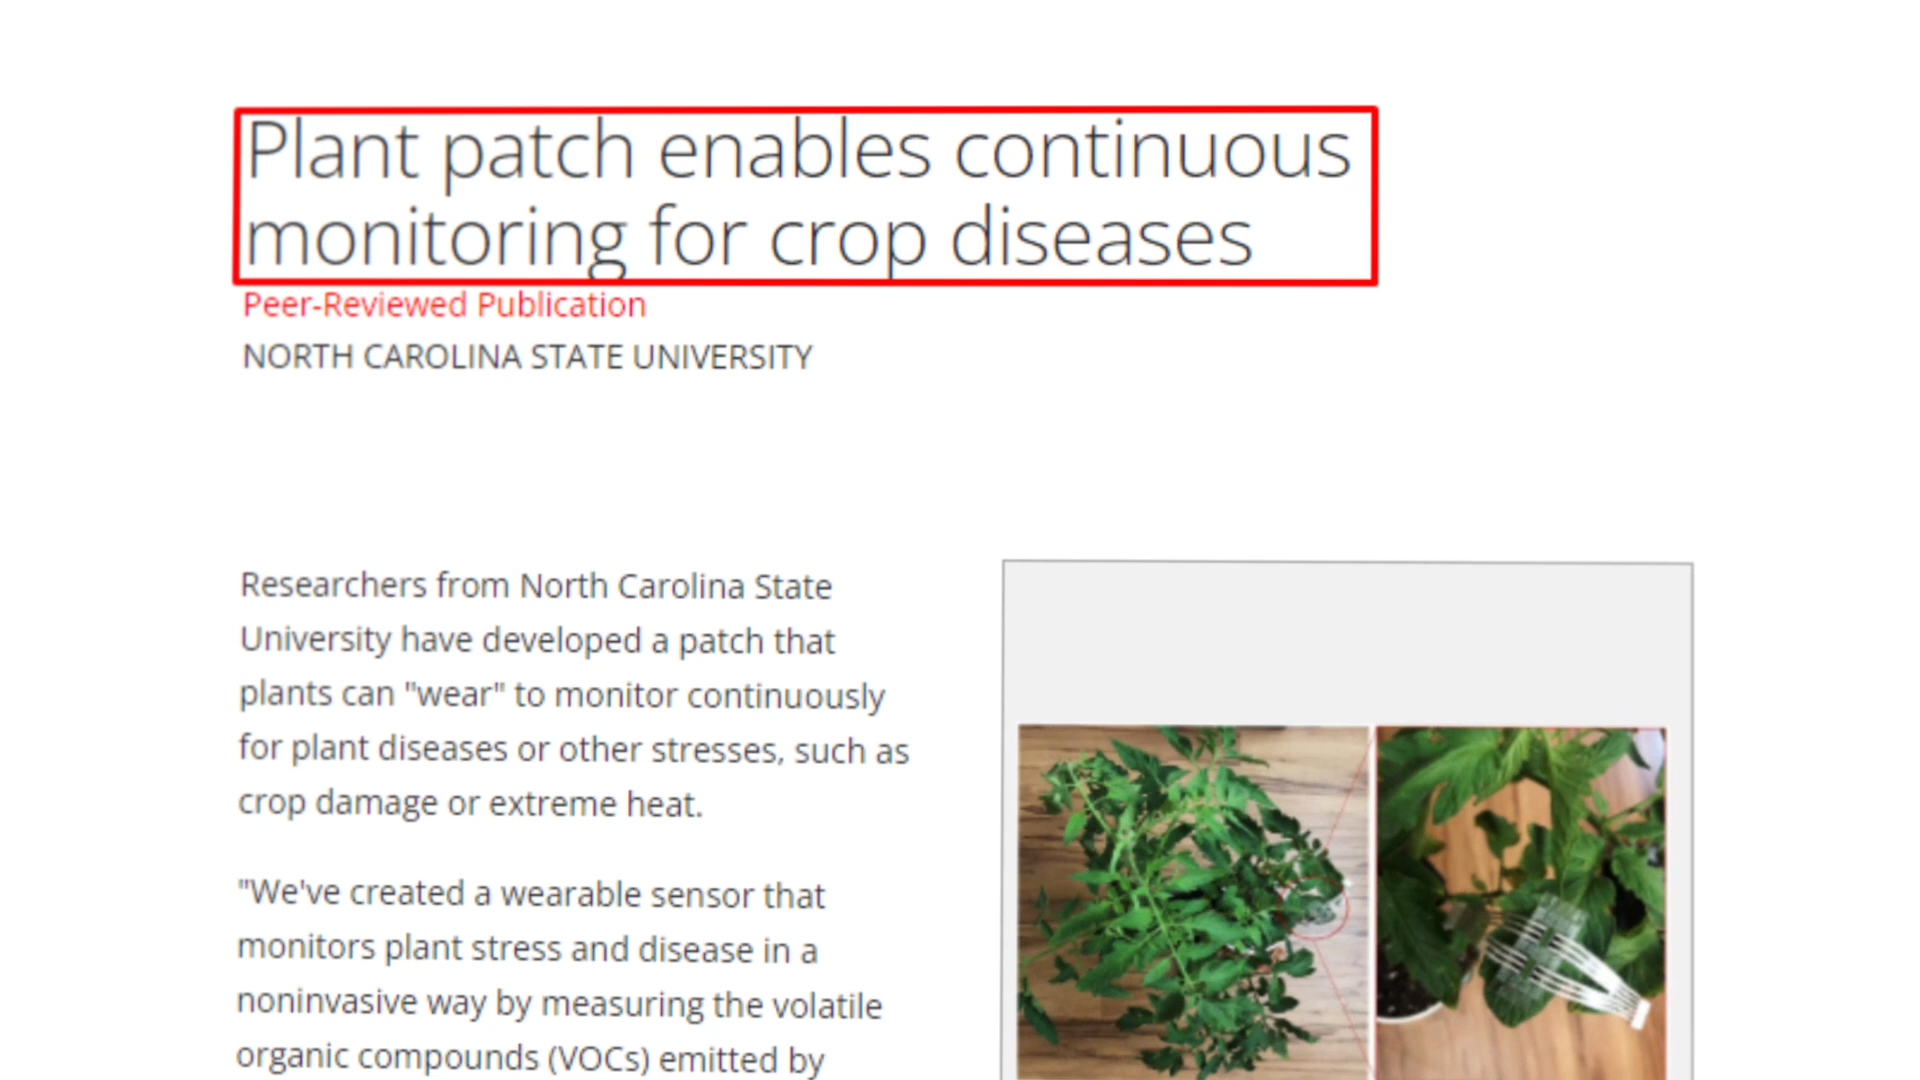 Plant patch enables continuous
monitoring for crop diseases
Peer-Reviewed Publication
NORTH CAROLINA STATE UNIVERSITY
Researchers from North Carolina State
University have developed a patch that
plants can "wear" to monitor continuously
for plant diseases or other stresses, such as
crop damage or extreme heat.
"We've created a wearable sensor that
monitors plant stress and disease in a
noninvasive way by measuring the volatile
organic compounds (VOCs) emitted by